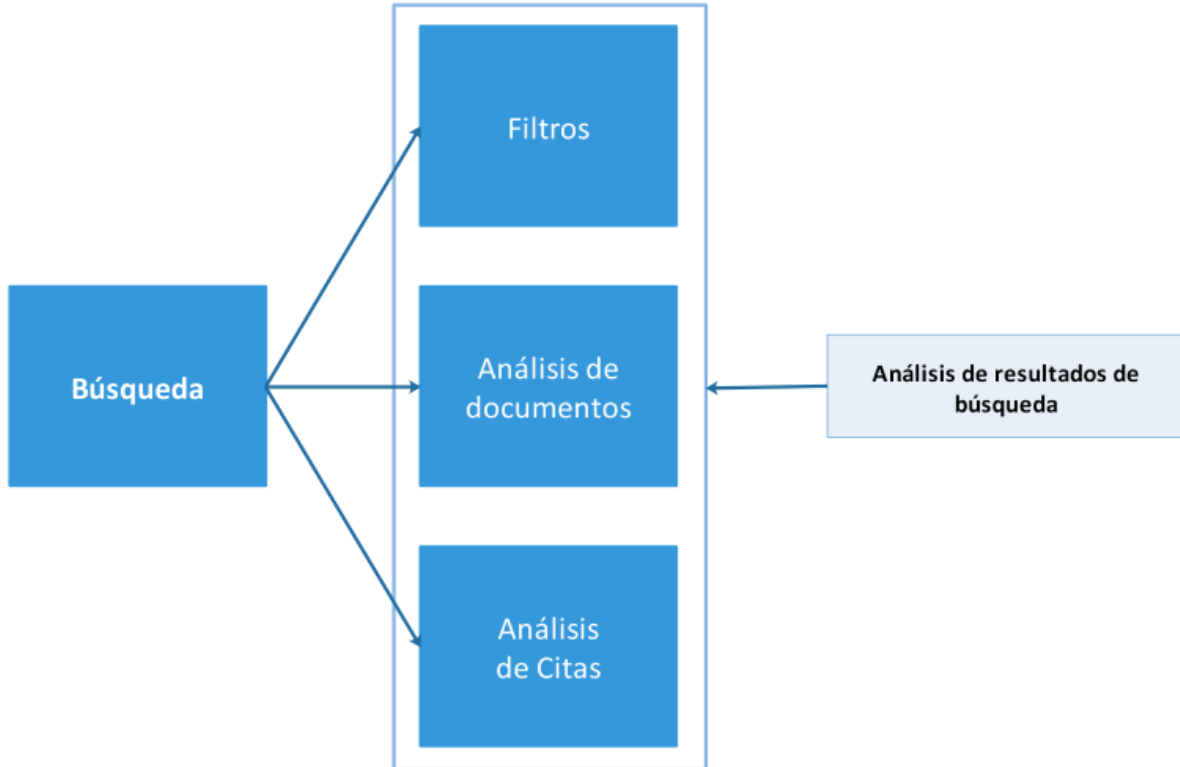 Filtros
Búsqueda
Análisis de
documentos
Análisis de resultados de
búsqueda
Análisis
de Citas